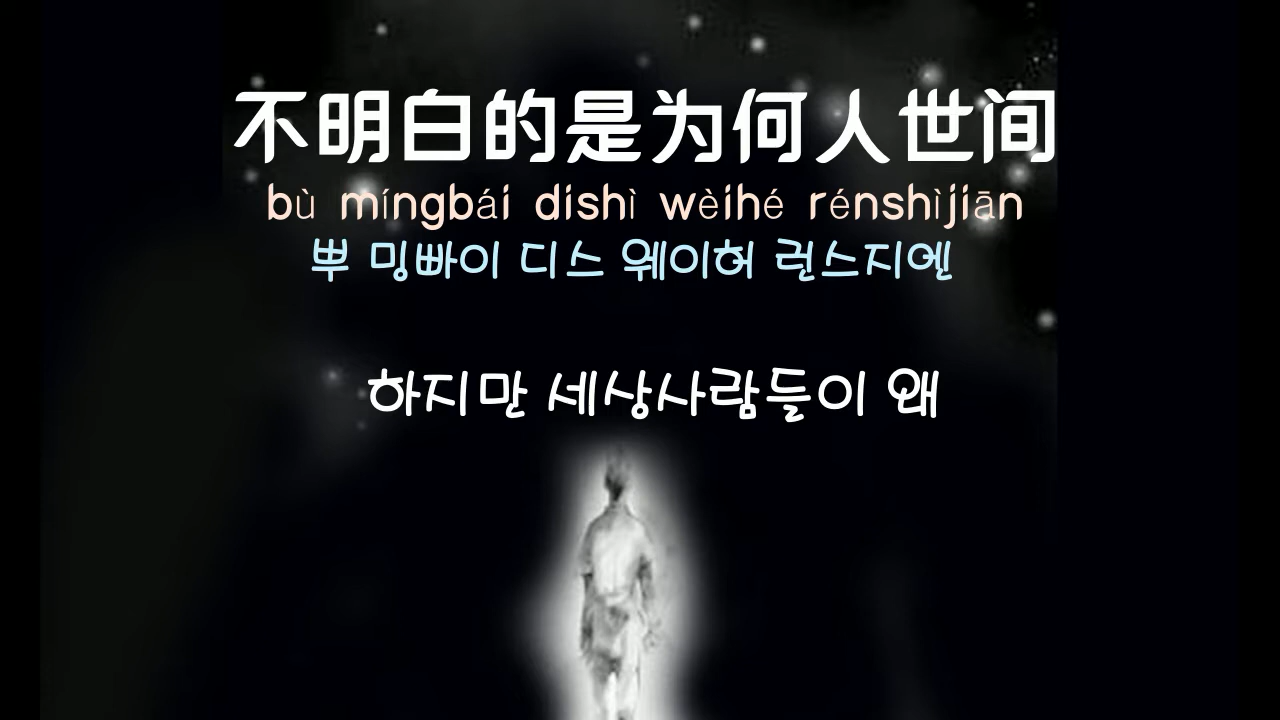 不明白的是为何人世间
bù míngbái dishì wèihé rénshìjiān
뿌 밍빠이 디스 웨이허 런스지엔
하지만 세상사람들이 왜